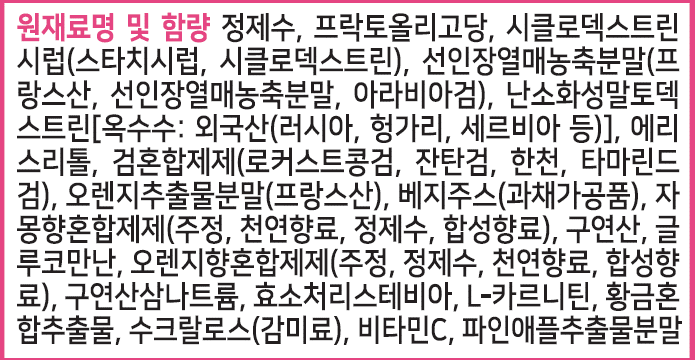 원재료명 및 함량 정제수, 프락토올리고당, 시클로덱스트린
시럽(스타치시럽, 시클로덱스트린), 선인장열매농축분말(프
랑스산, 선인장열매농축분말, 아라비아검), 난소화성말토덱
스트린[옥수수: 외국산(러시아, 헝가리, 세르비아 등)], 에리
스리톨, 검혼합제제(로커스트콩검, 잔탄검, 한천, 타마린드
검), 오렌지추출물분말(프랑스산), 베지주스(과채가공품), 자
몽향혼합제제(주정, 천연향료, 정제수, 합성향료), 구연산, 글
루코만난, 오렌지향혼합제제(주정, 정제수, 천연향료, 합성향
료), 구연산삼나트륨, 효소처리스테비아, L-카르니틴, 황금혼
합추출물, 수크랄로스(감미료), 비타민C, 파인애플추출물분말